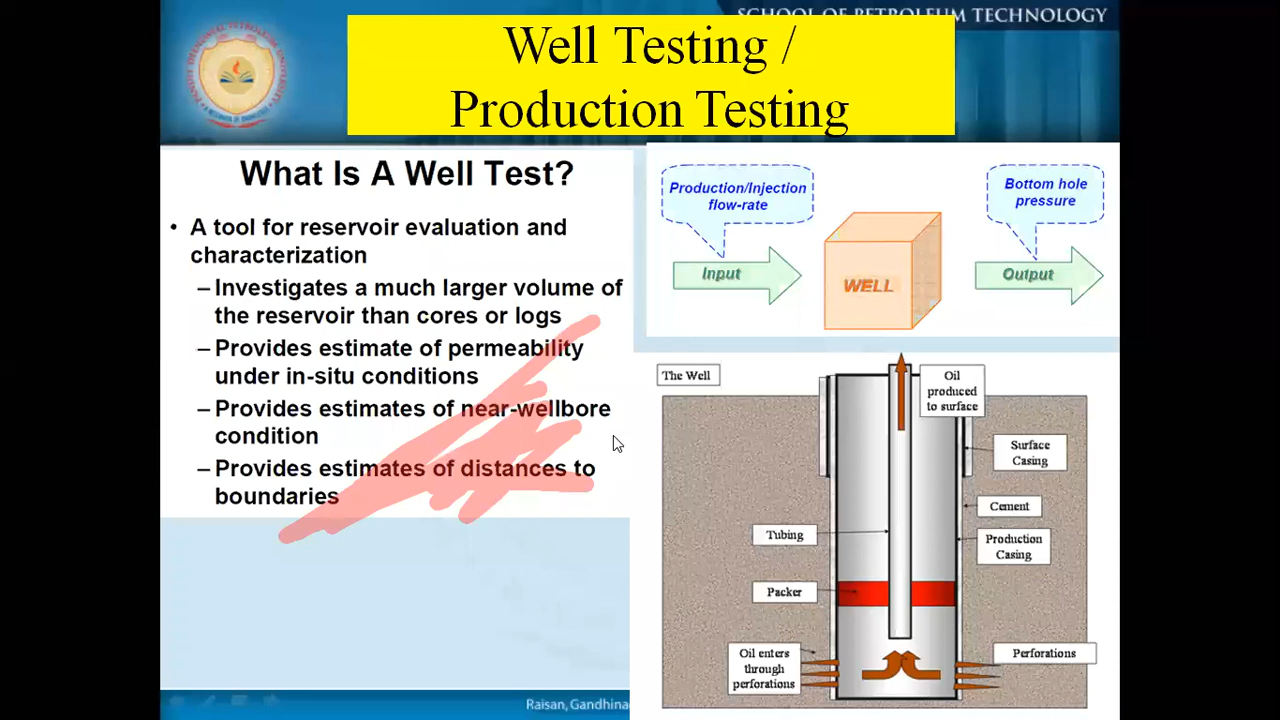 SCHOOL OF PETROLEUM TECHNOLOGY
Well Testing /
Production Testing
What Is A Well Test?
• A tool for reservoir evaluation and
characterization
– Investigates a much larger volume of
the reservoir than cores or logs
– Provides estimate of permeability
under in-situ conditions
– Provides estimates of near-wellbore
condition
– Provides estimates of distances to
boundaries
Production/Injection
flow-rate
Bottom hole
pressure
Input
WELL
Output
The Well
Oil
produced
to surface
Surface
Casing
Cement
Tubing
Production
Casing
Packer
Oil enters
through
perforations
Perforations
Raisan, Gandhina